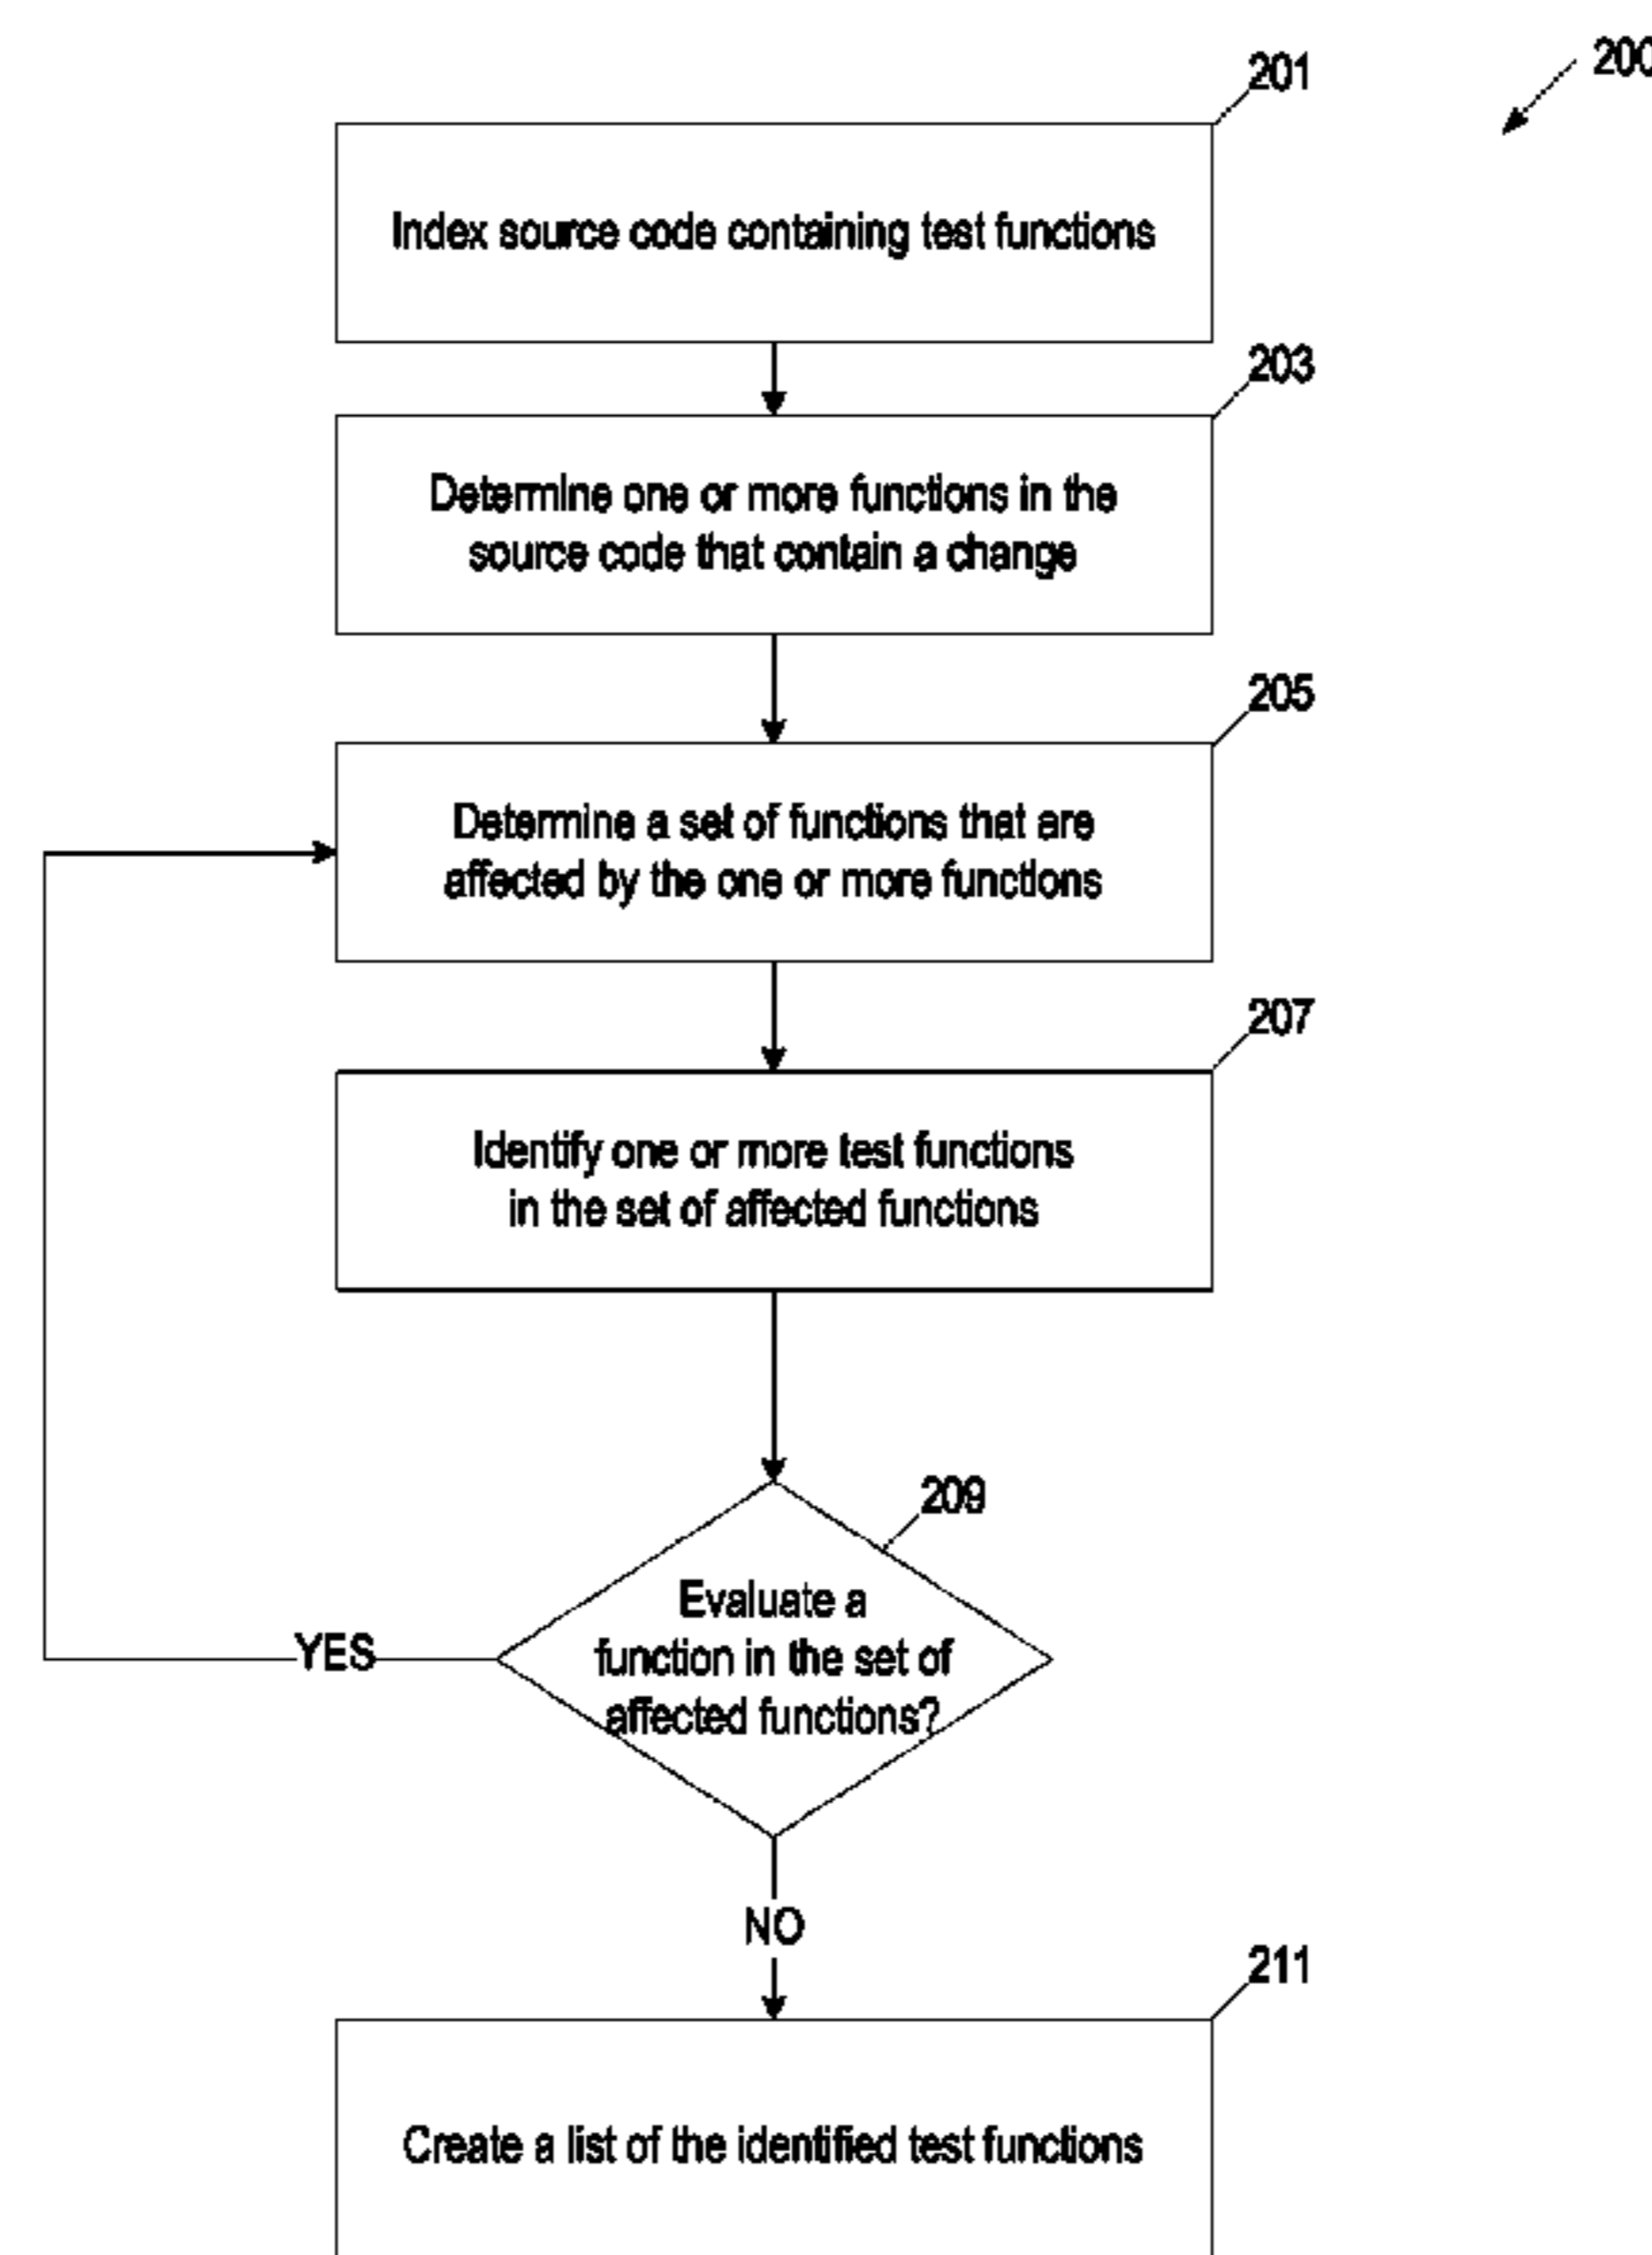 200
201
Index source code containing test functions
203
Determine one or more functions in the
source code that contain a change
205
Determine a set of functions that are
affected by the one or more functions
207
Identify one or more test functions
in the set of affected functions
209
Evaluate a
function in the set of
affected functions?
YES
NO
211
Create a list of the identified test functions